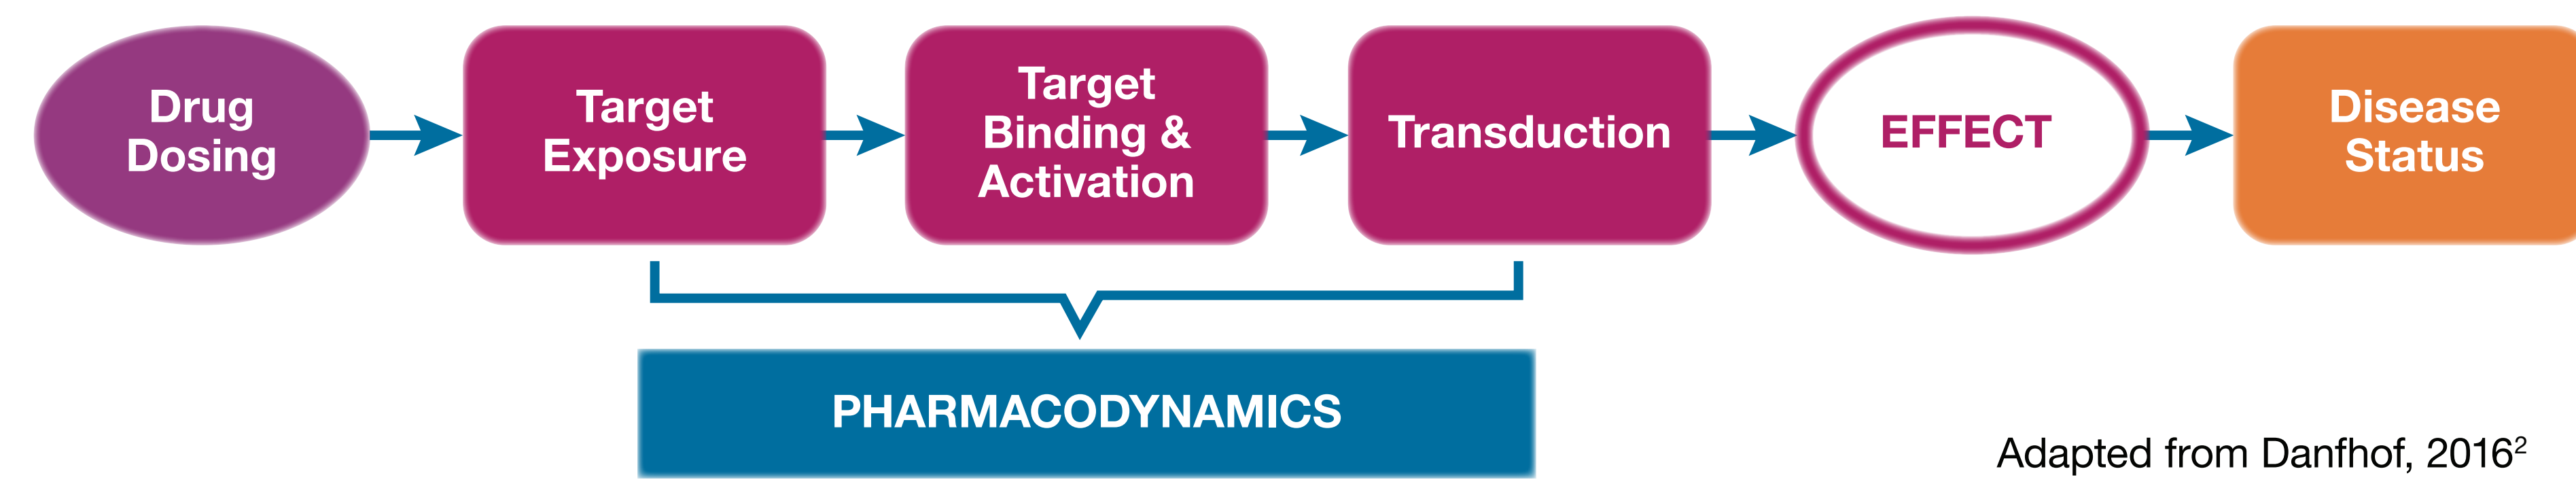 Drug
Dosing
Target
Exposure
Target
Binding &
Activation
Transduction
EFFECT
Disease
Status
PHARMACODYNAMICS
Adapted from Danfhof, 2016²